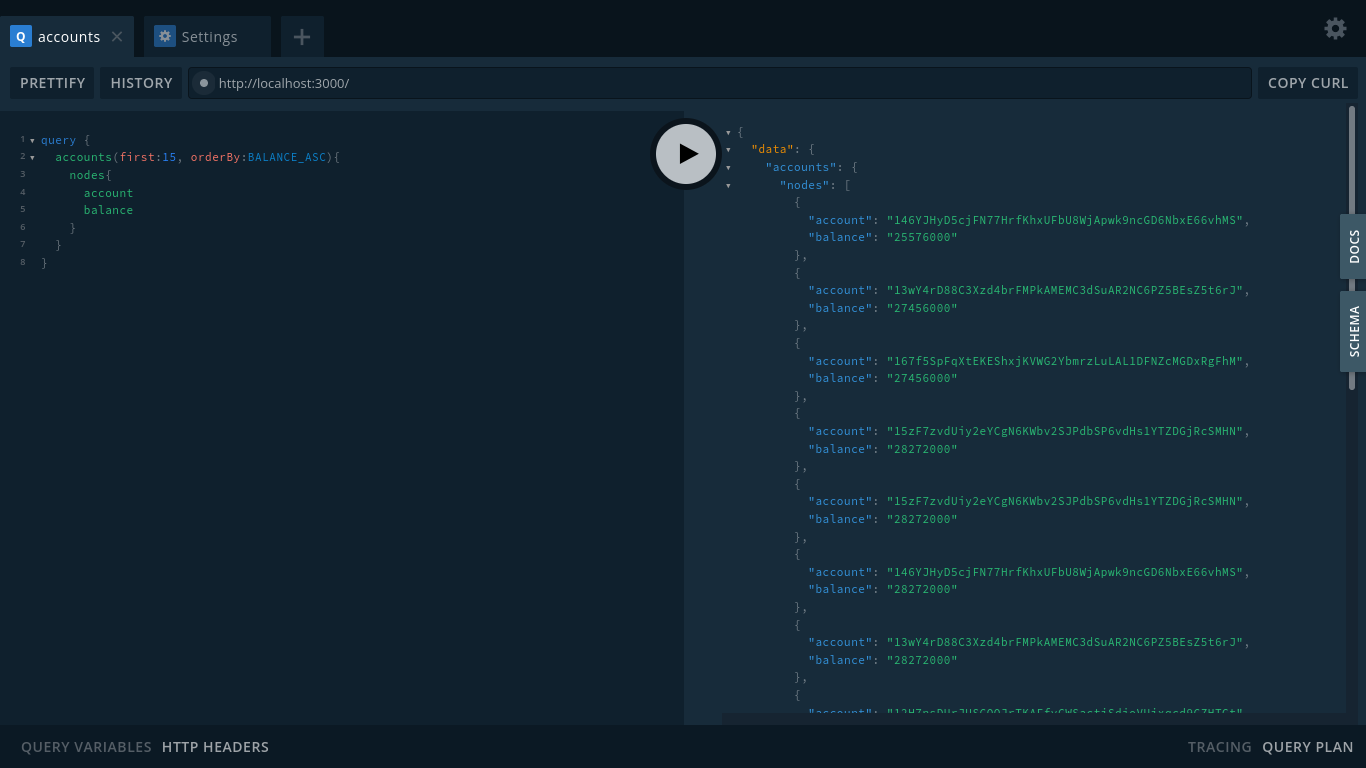 Q accounts
Settings
PRETTIFY HISTORY http://localhost:3000/ COPY CURL
1 query {
2 accounts(first:15, orderBy:BALANCE_ASC){
3 nodes{
4 account
5 balance
6 }
7 }
8 }
{
"data": {
"accounts": {
"nodes": [
{
"account": "146YJHyD5cjFN77HrfKhxUFbU8WjApwk9ncGD6NbxE66vhMS",
"balance": "25576000"
},
{
"account": "13wY4rD88C3Xzd4brFMPkAMEMC3dSuAR2NC6PZ5BEsZ5t6rJ",
"balance": "27456000"
},
{
"account": "167f5SpFqXtEKEShxjKVWG2YbmrzLuLAL1DFNZcMGDxRgFhM",
"balance": "27456000"
},
{
"account": "15zF7zvdUiy2eYCgN6KWbv2SJPdbSP6vdHs1YTZDGjRcSMHN",
"balance": "28272000"
},
{
"account": "15zF7zvdUiy2eYCgN6KWbv2SJPdbSP6vdHs1YTZDGjRcSMHN",
"balance": "28272000"
},
{
"account": "146YJHyD5cjFN77HrfKhxUFbU8WjApwk9ncGD6NbxE66vhMS",
"balance": "28272000"
},
{
"account": "13wY4rD88C3Xzd4brFMPkAMEMC3dSuAR2NC6PZ5BEsZ5t6rJ",
"balance": "28272000"
},
{
"account":
DOCS
SCHEMA
QUERY VARIABLES HTTP HEADERS
TRACING QUERY PLAN